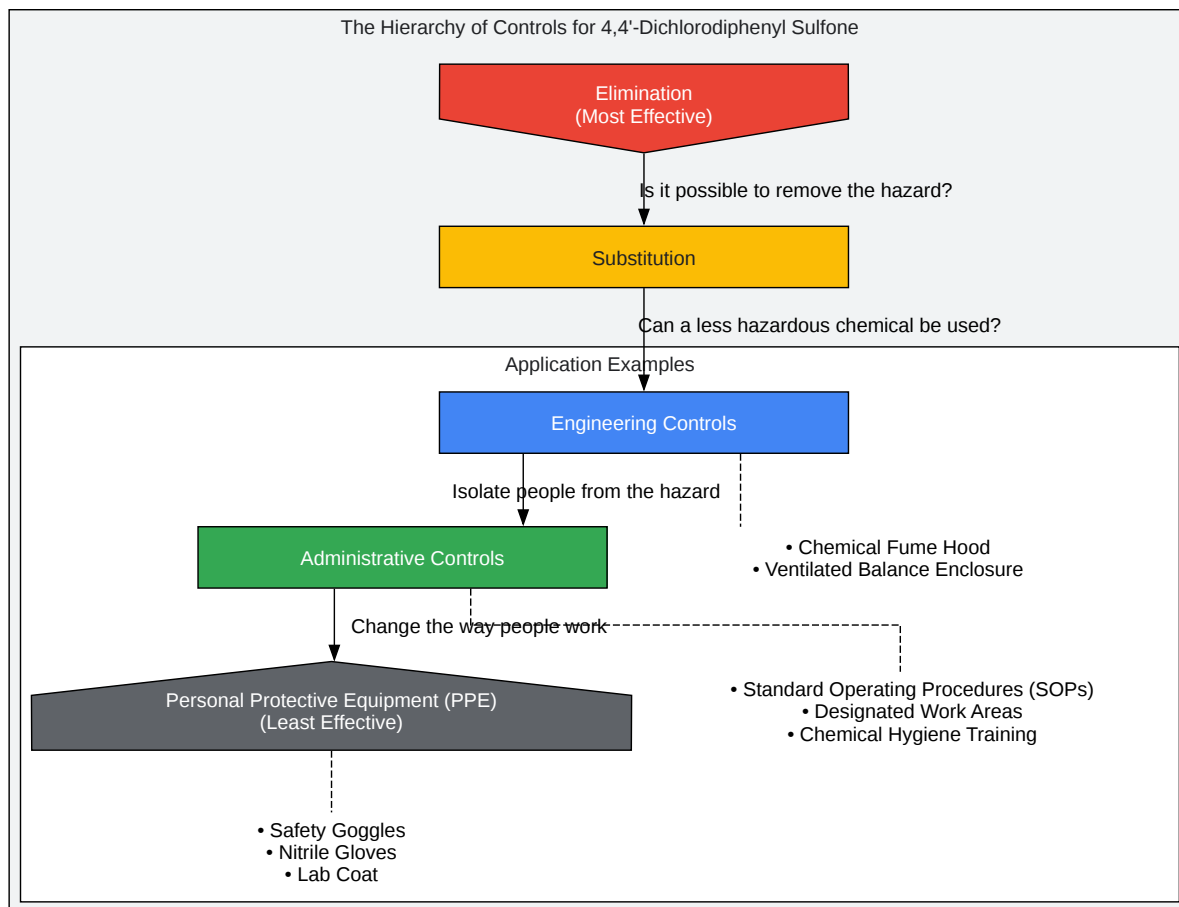 The Hierarchy of Controls for 4,4'-Dichlorodiphenyl Sulfone
Elimination
(Most Effective)
Is it possible to remove the hazard?
Substitution
Can a less hazardous chemical be used?
Application Examples
Engineering Controls
Isolate people from the hazard
• Chemical Fume Hood
• Ventilated Balance Enclosure
Administrative Controls
Change the way people work
• Standard Operating Procedures (SOPs)
• Designated Work Areas
• Chemical Hygiene Training
Personal Protective Equipment (PPE)
(Least Effective)
• Safety Goggles
• Nitrile Gloves
• Lab Coat